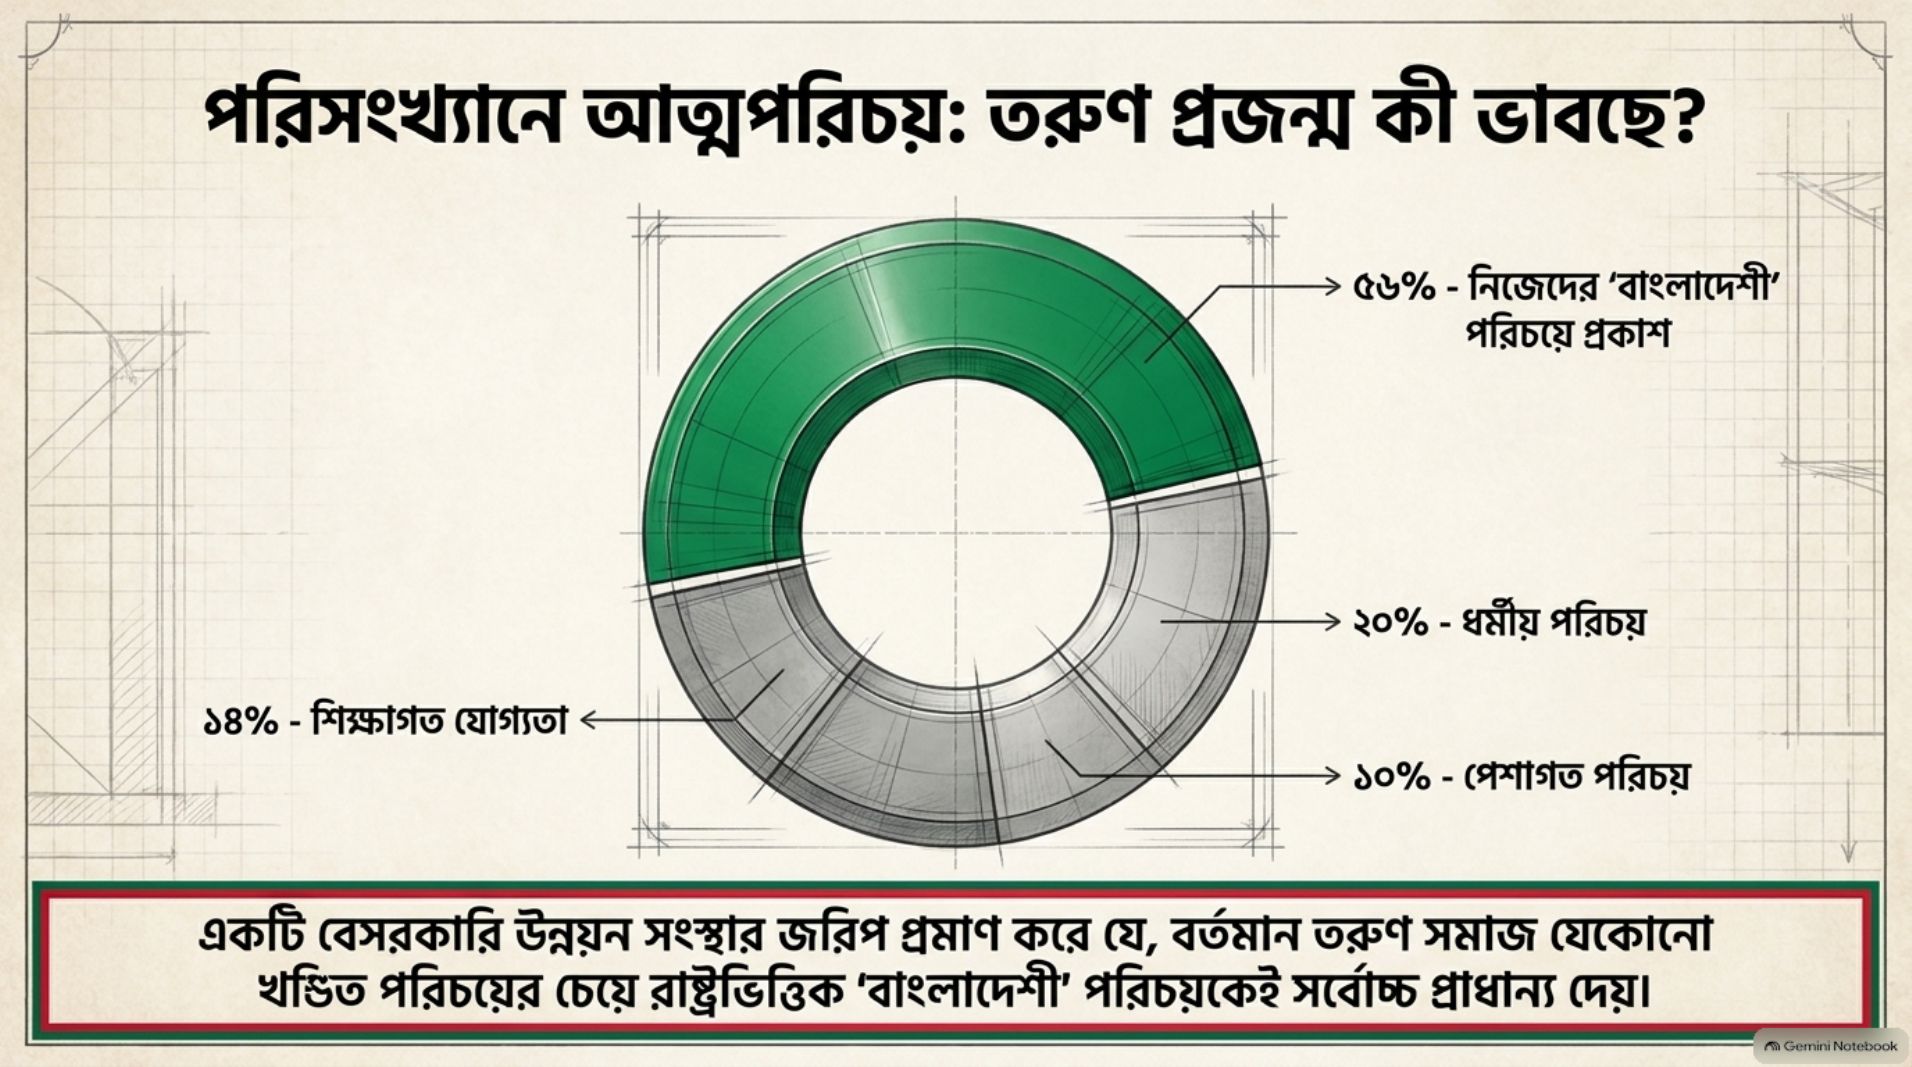 পরিসংখ্যানে আত্মপরিচয়: তরুণ প্রজন্ম কী ভাবছে?
৫৬% - নিজেদের ‘বাংলাদেশী’
পরিচয়ে প্রকাশ
২০% - ধর্মীয় পরিচয়
১৪% - শিক্ষাগত যোগ্যতা
১০% - পেশাগত পরিচয়
একটি বেসরকারি উন্নয়ন সংস্থার জরিপ প্রমাণ করে যে, বর্তমান তরুণ সমাজ যেকোনো
খণ্ডিত পরিচয়ের চেয়ে রাষ্ট্রভিত্তিক ‘বাংলাদেশী’ পরিচয়কেই সর্বোচ্চ প্রাধান্য দেয়।
Gemini Notebook